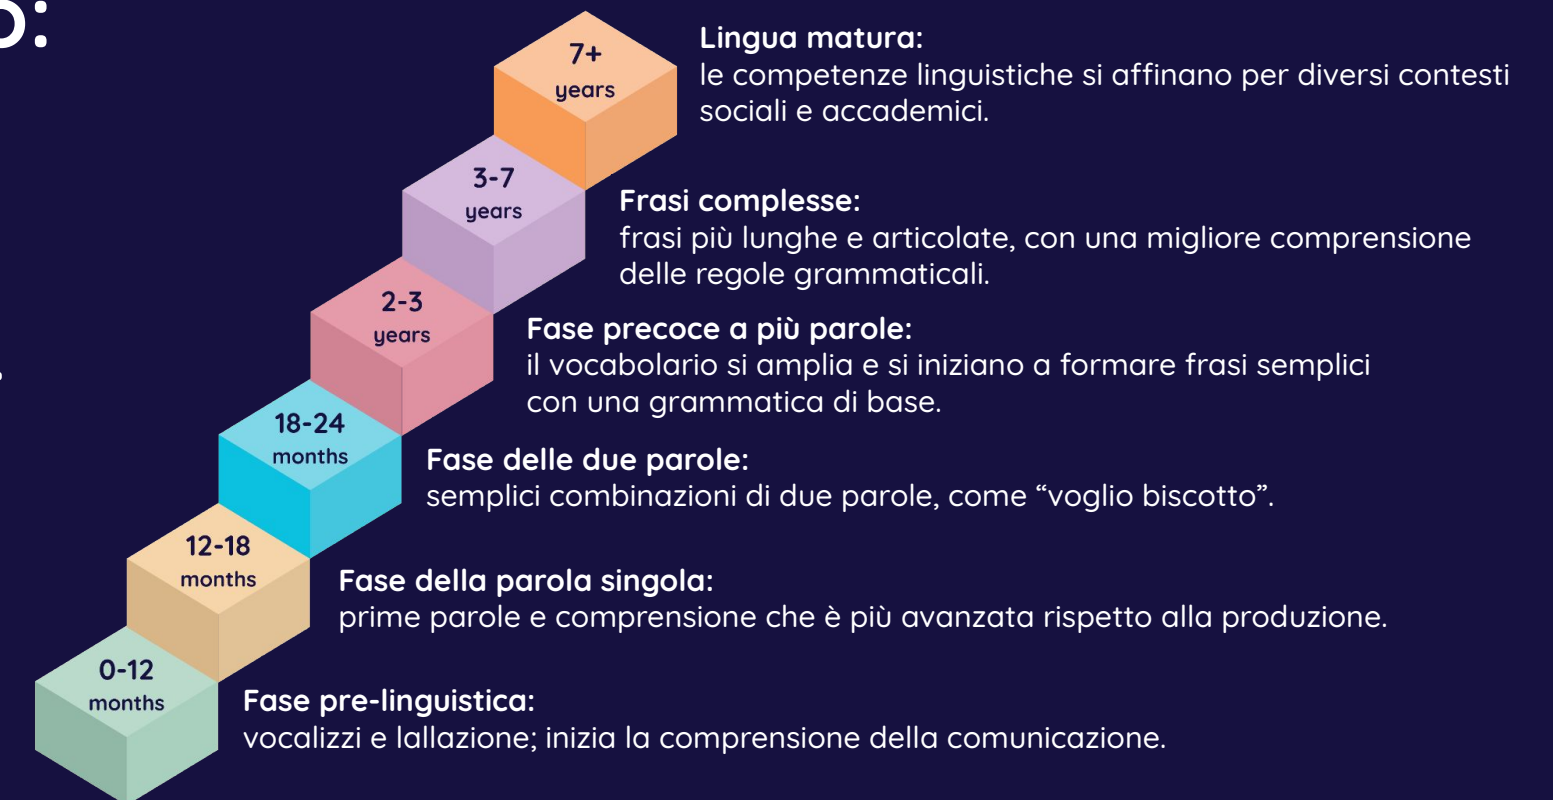 o:
7+
years
Lingua matura:
le competenze linguistiche si affinano per diversi contesti
sociali e accademici.
3-7
years
Frasi complesse:
frasi più lunghe e articolate, con una migliore comprensione
delle regole grammaticali.
2-3
years
Fase precoce a più parole:
il vocabolario si amplia e si iniziano a formare frasi semplici
con una grammatica di base.
18-24
months
Fase delle due parole:
semplici combinazioni di due parole, come “voglio biscotto”.
12-18
months
Fase della parola singola:
prime parole e comprensione che è più avanzata rispetto alla produzione.
0-12
months
Fase pre-linguistica:
vocalizzi e lallazione; inizia la comprensione della comunicazione.